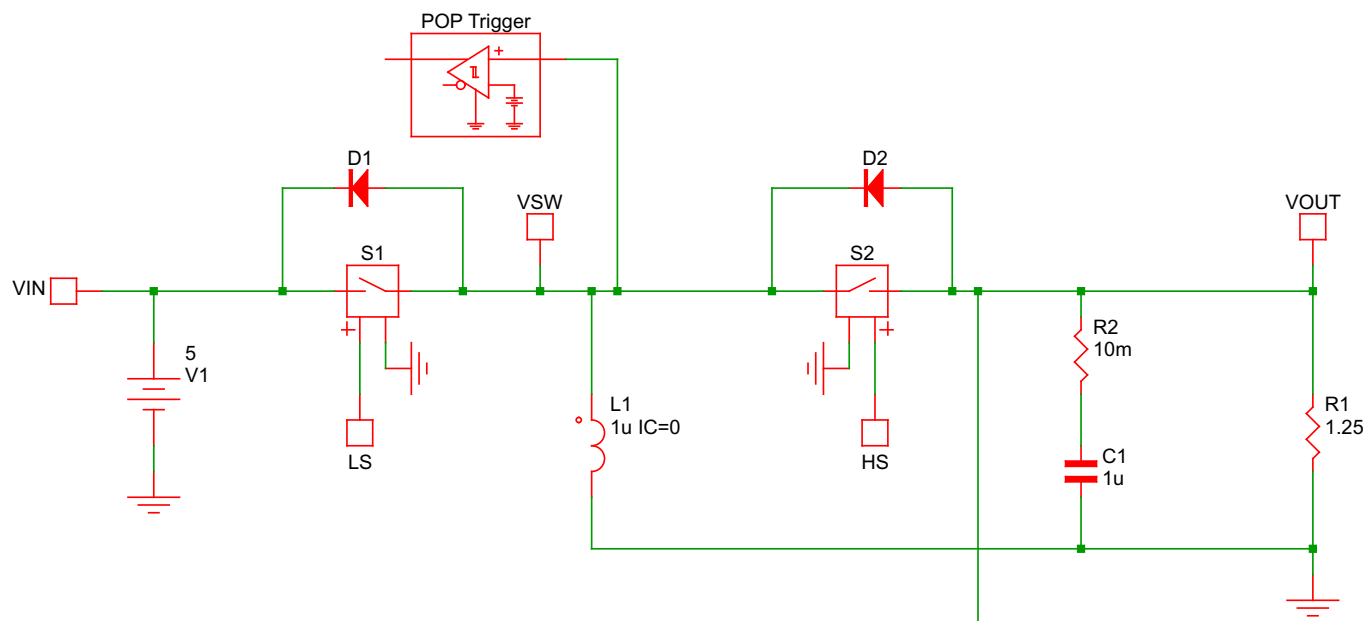 POP Trigger
D1
D2
VSW
VOUT
S1
S2
VIN
5
V1
R2
10m
L1
1u IC=0
R1
1.25
LS
HS
C1
1u